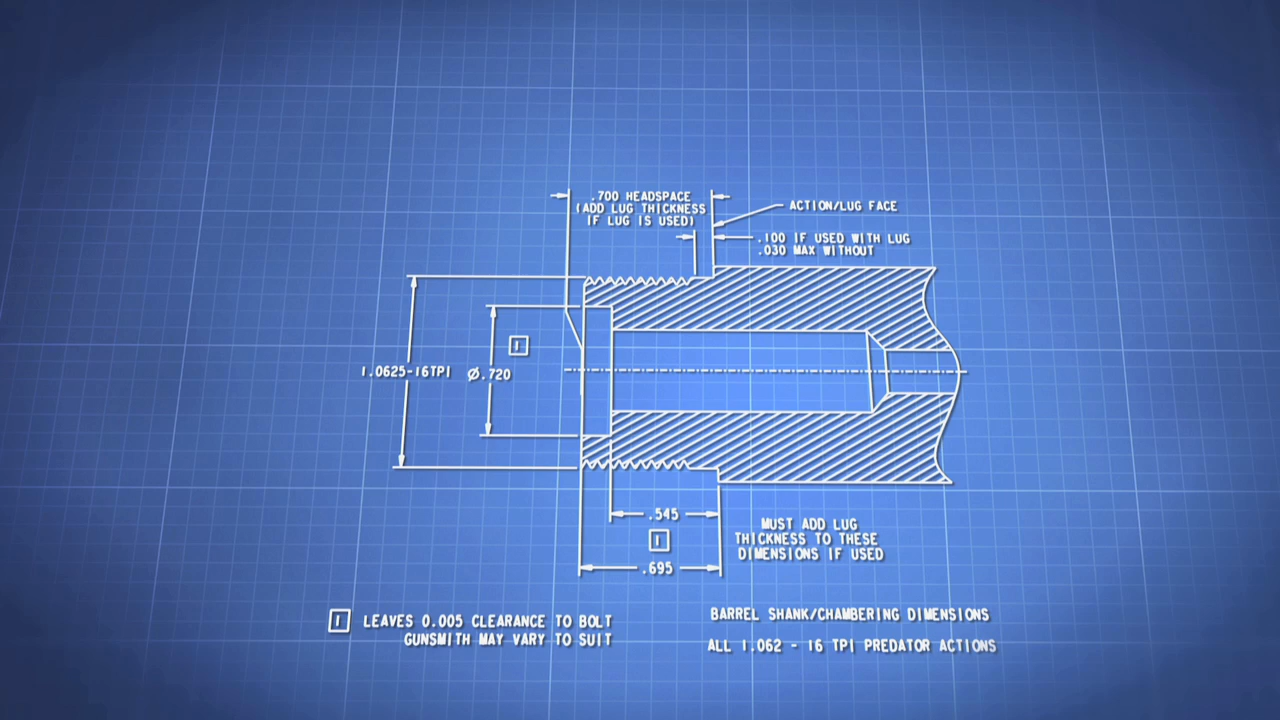 .700 HEADSPACE
(ADD LUG THICKNESS
IF LUG IS USED)
ACTION/LUG FACE
.100 IF USED WITH LUG
.030 MAX WITHOUT
1
1.0625-16TPI
Ø.720
.545
1
.695
MUST ADD LUG
THICKNESS TO THESE
DIMENSIONS IF USED
1 LEAVES 0.005 CLEARANCE TO BOLT
GUNSMITH MAY VARY TO SUIT
BARREL SHANK/CHAMBERING DIMENSIONS
ALL 1.062 - 16 TPI PREDATOR ACTIONS